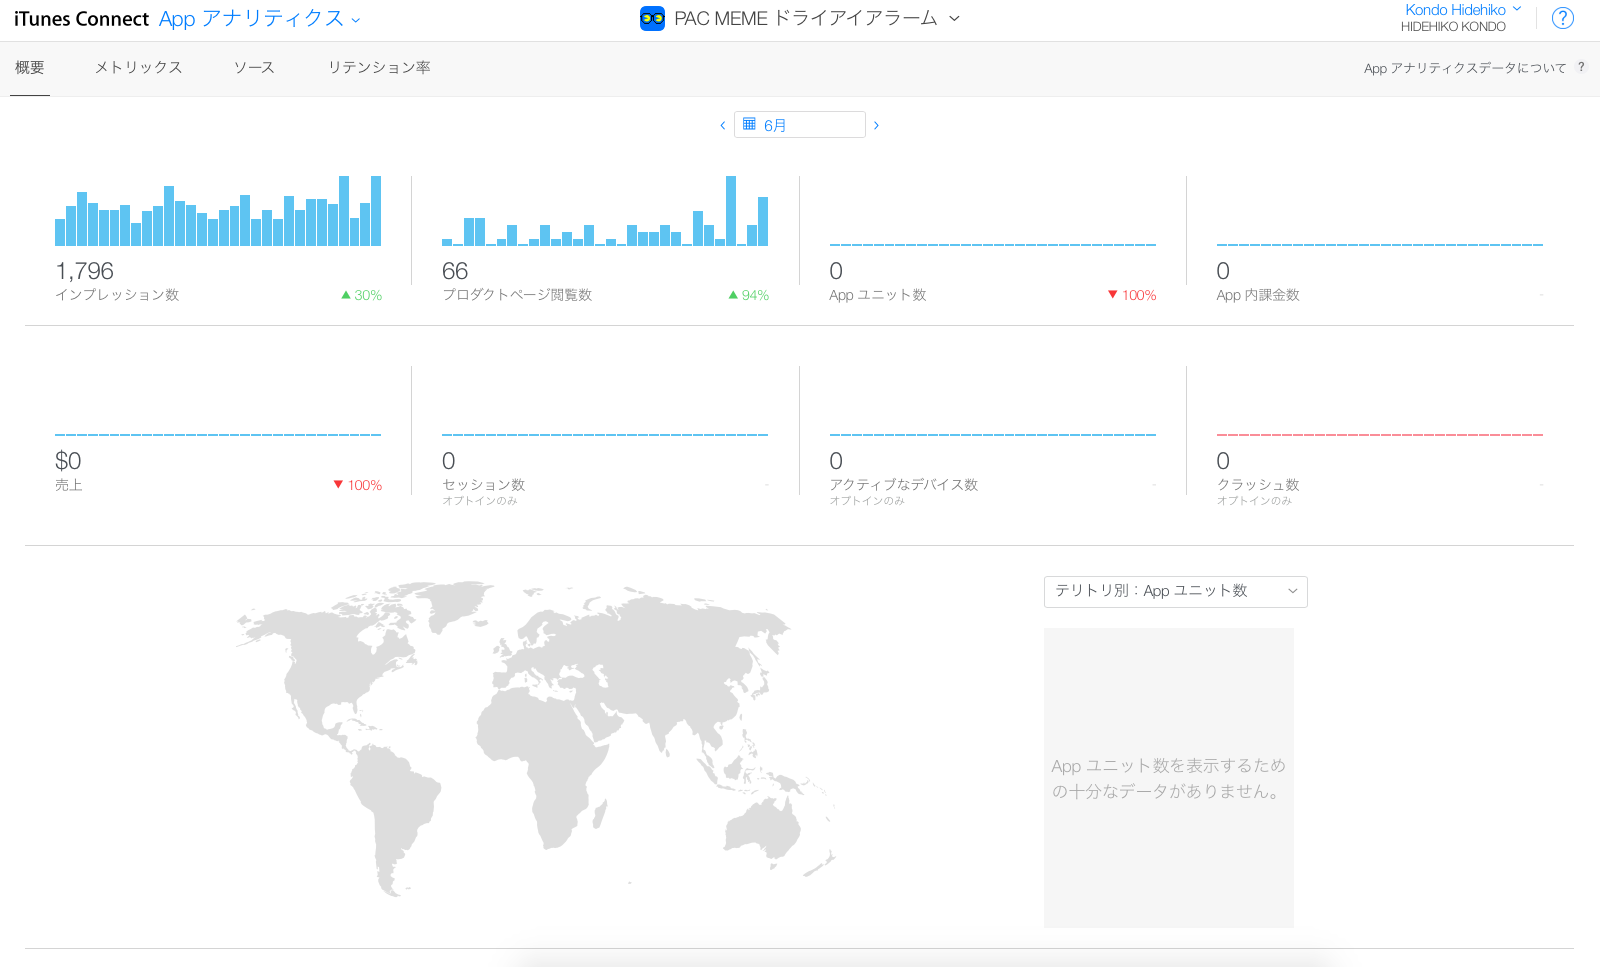 iTunes Connect App アナリティクス
PAC MEME ドライアイアラーム
Kondo Hidehiko
HIDEHIKO KONDO
?
概要 メトリックス ソース リテンション率
App アナリティクスデータについて ?
6月
1,796
インプレッション数 ▲ 30%
66
プロダクトページ閲覧数 ▲ 94%
0
App ユニット数 ▼ 100%
0
App 内課金数 -
$0
売上 ▼ 100%
0
セッション数 -
オプトインのみ
0
アクティブなデバイス数 -
オプトインのみ
0
クラッシュ数 -
オプトインのみ
テリトリ別：App ユニット数
App ユニット数を表示するため
の十分なデータがありません。